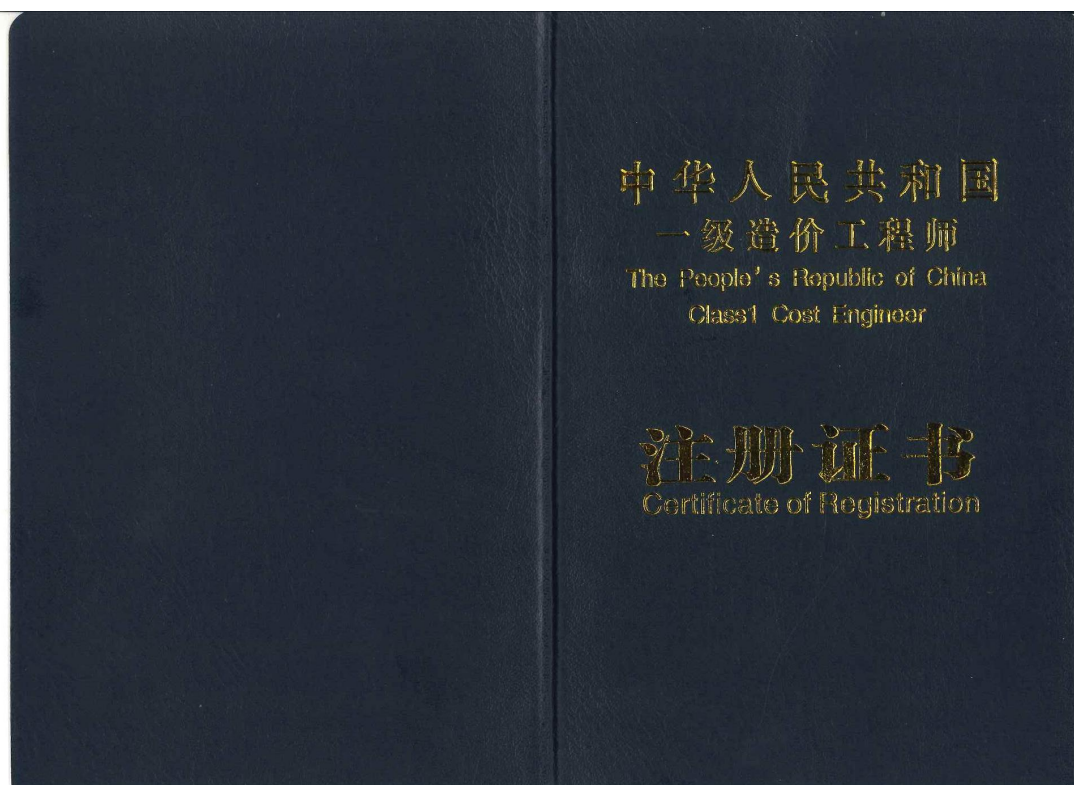 中华人民共和国
一级造价工程师
The People's Republic of China
Class1 Cost Engineer
注册证书
Certificate of Registration